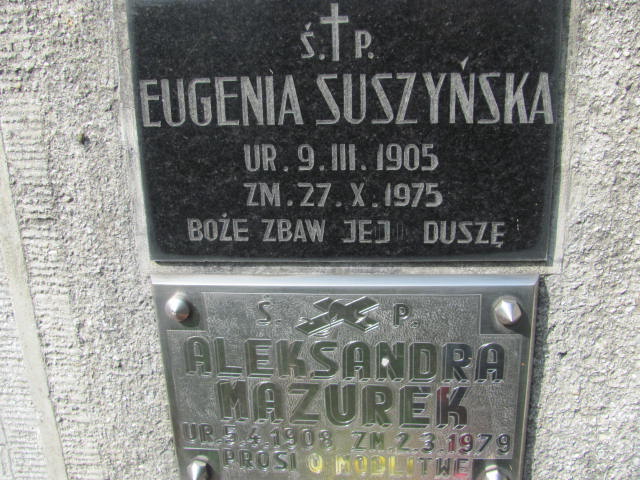 Ś. P.
EUGENIA SUSZYŃSKA
UR. 9. III. 1905
ZM. 27. X. 1975
BOŻE ZBAW JEJ DUSZĘ
Ś. P.
ALEKSANDRA
MAZUREK
UR. 5.4.1908 ZM. 2.3.1979
PROSI O MODLITWE